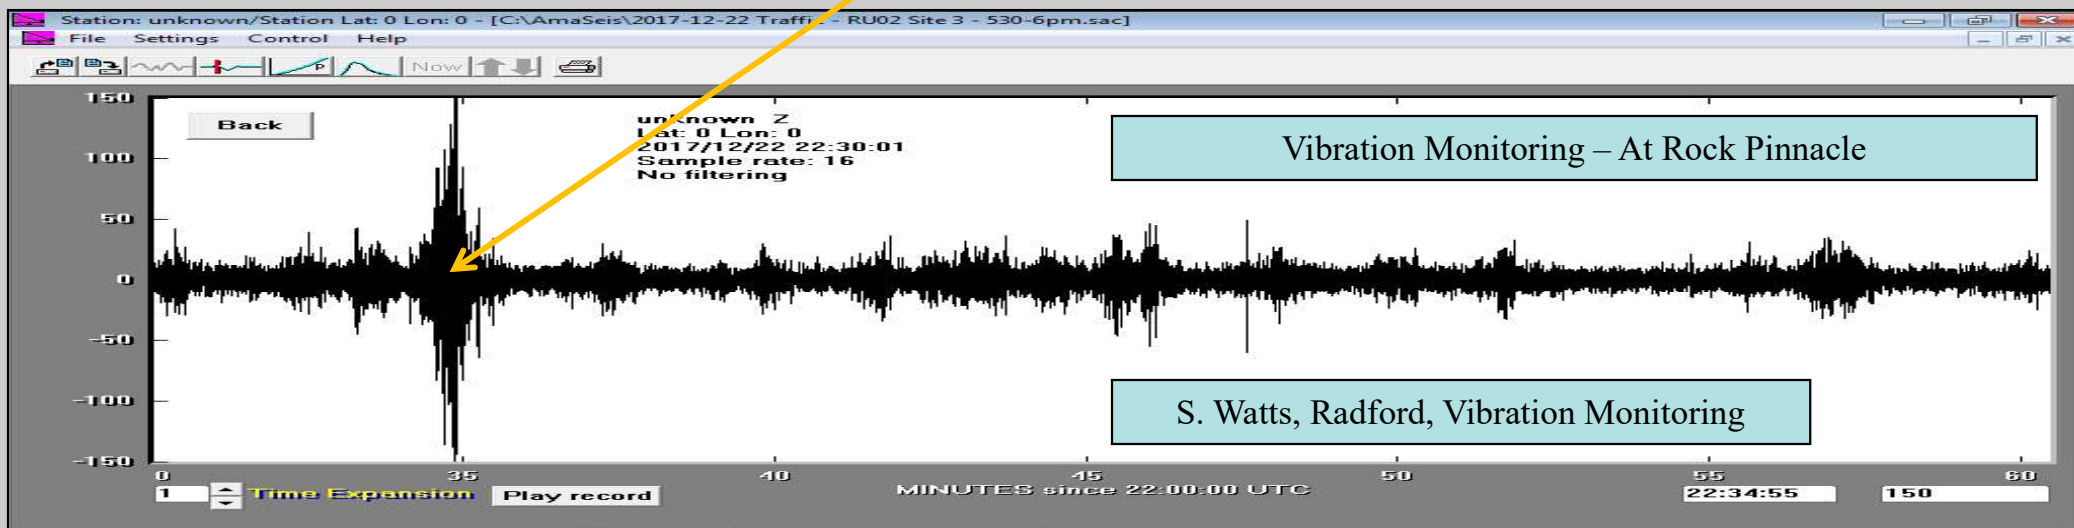 Station: unknown/Station Lat: 0 Lon: 0 - [C:\AmaSeis\2017-12-22 Traffic - RU02 Site 3 - 530-6pm.sac]
File Settings Control Help
P Now
150
100
50
0
-50
-100
-150
Back
unknown Z
Lat: 0 Lon: 0
2017/12/22 22:30:01
Sample rate: 16
No filtering
Vibration Monitoring – At Rock Pinnacle
S. Watts, Radford, Vibration Monitoring
0 35 40 45 50 55 60
1 Time Expansion Play record MINUTES since 22:00:00 UTC 22:34:55 150